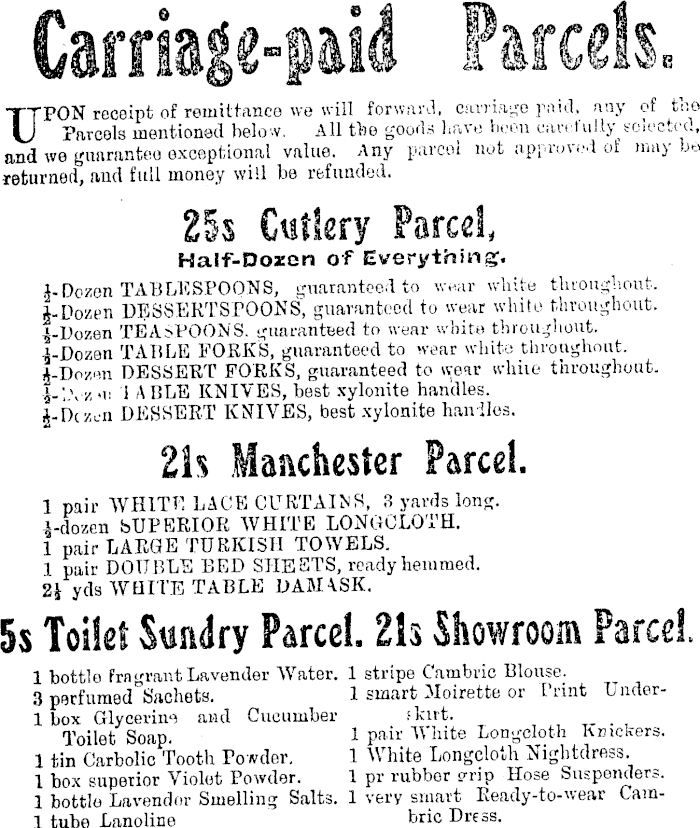 Carriage-paid Parcels.
UPON receipt of remittance we will forward, carriage paid, any of the
Parcels mentioned below. All the goods have been carefully selected,
and we guarantee exceptional value. Any parcel not approved of may be
returned, and full money will be refunded.
25s Cutlery Parcel,
Half-Dozen of Everything.
½-Dozen TABLESPOONS, guaranteed to wear white throughout.
½-Dozen DESSERTSPOONS, guaranteed to wear white throughout.
½-Dozen TEASPOONS, guaranteed to wear white throughout.
½-Dozen TABLE FORKS, guaranteed to wear white throughout.
½-Dozen DESSERT FORKS, guaranteed to wear white throughout.
½-Dozen TABLE KNIVES, best xylonite handles.
½-Dozen DESSERT KNIVES, best xylonite handles.
21s Manchester Parcel.
1 pair WHITE LACE CURTAINS, 3 yards long.
½-dozen SUPERIOR WHITE LONGCLOTH.
1 pair LARGE TURKISH TOWELS.
1 pair DOUBLE BED SHEETS, ready hemmed.
2½ yds WHITE TABLE DAMASK.
5s Toilet Sundry Parcel.
1 bottle fragrant Lavender Water.
3 perfumed Sachets.
1 box Glycerine and Cucumber
Toilet Soap.
1 tin Carbolic Tooth Powder.
1 box superior Violet Powder.
1 bottle Lavender Smelling Salts.
1 tube Lanoline
21s Showroom Parcel.
1 stripe Cambric Blouse.
1 smart Moirette or Print Under-
skirt.
1 pair White Longcloth Knickers.
1 White Longcloth Nightdress.
1 pr rubber grip Hose Suspenders.
1 very smart Ready-to-wear Cam-
bric Dress.